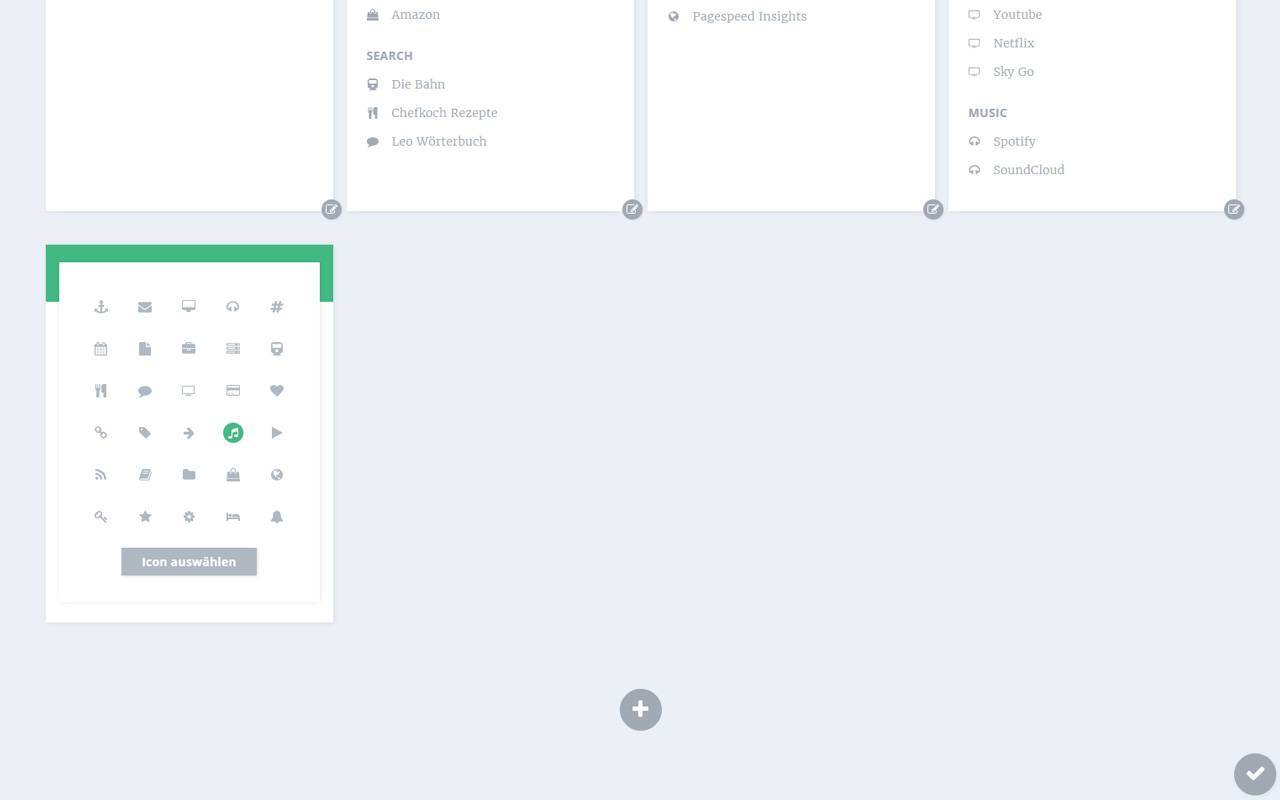 Amazon
SEARCH
Die Bahn
Chefkoch Rezepte
Leo Wörterbuch
Pagespeed Insights
Youtube
Netflix
Sky Go
MUSIC
Spotify
SoundCloud
Icon auswählen